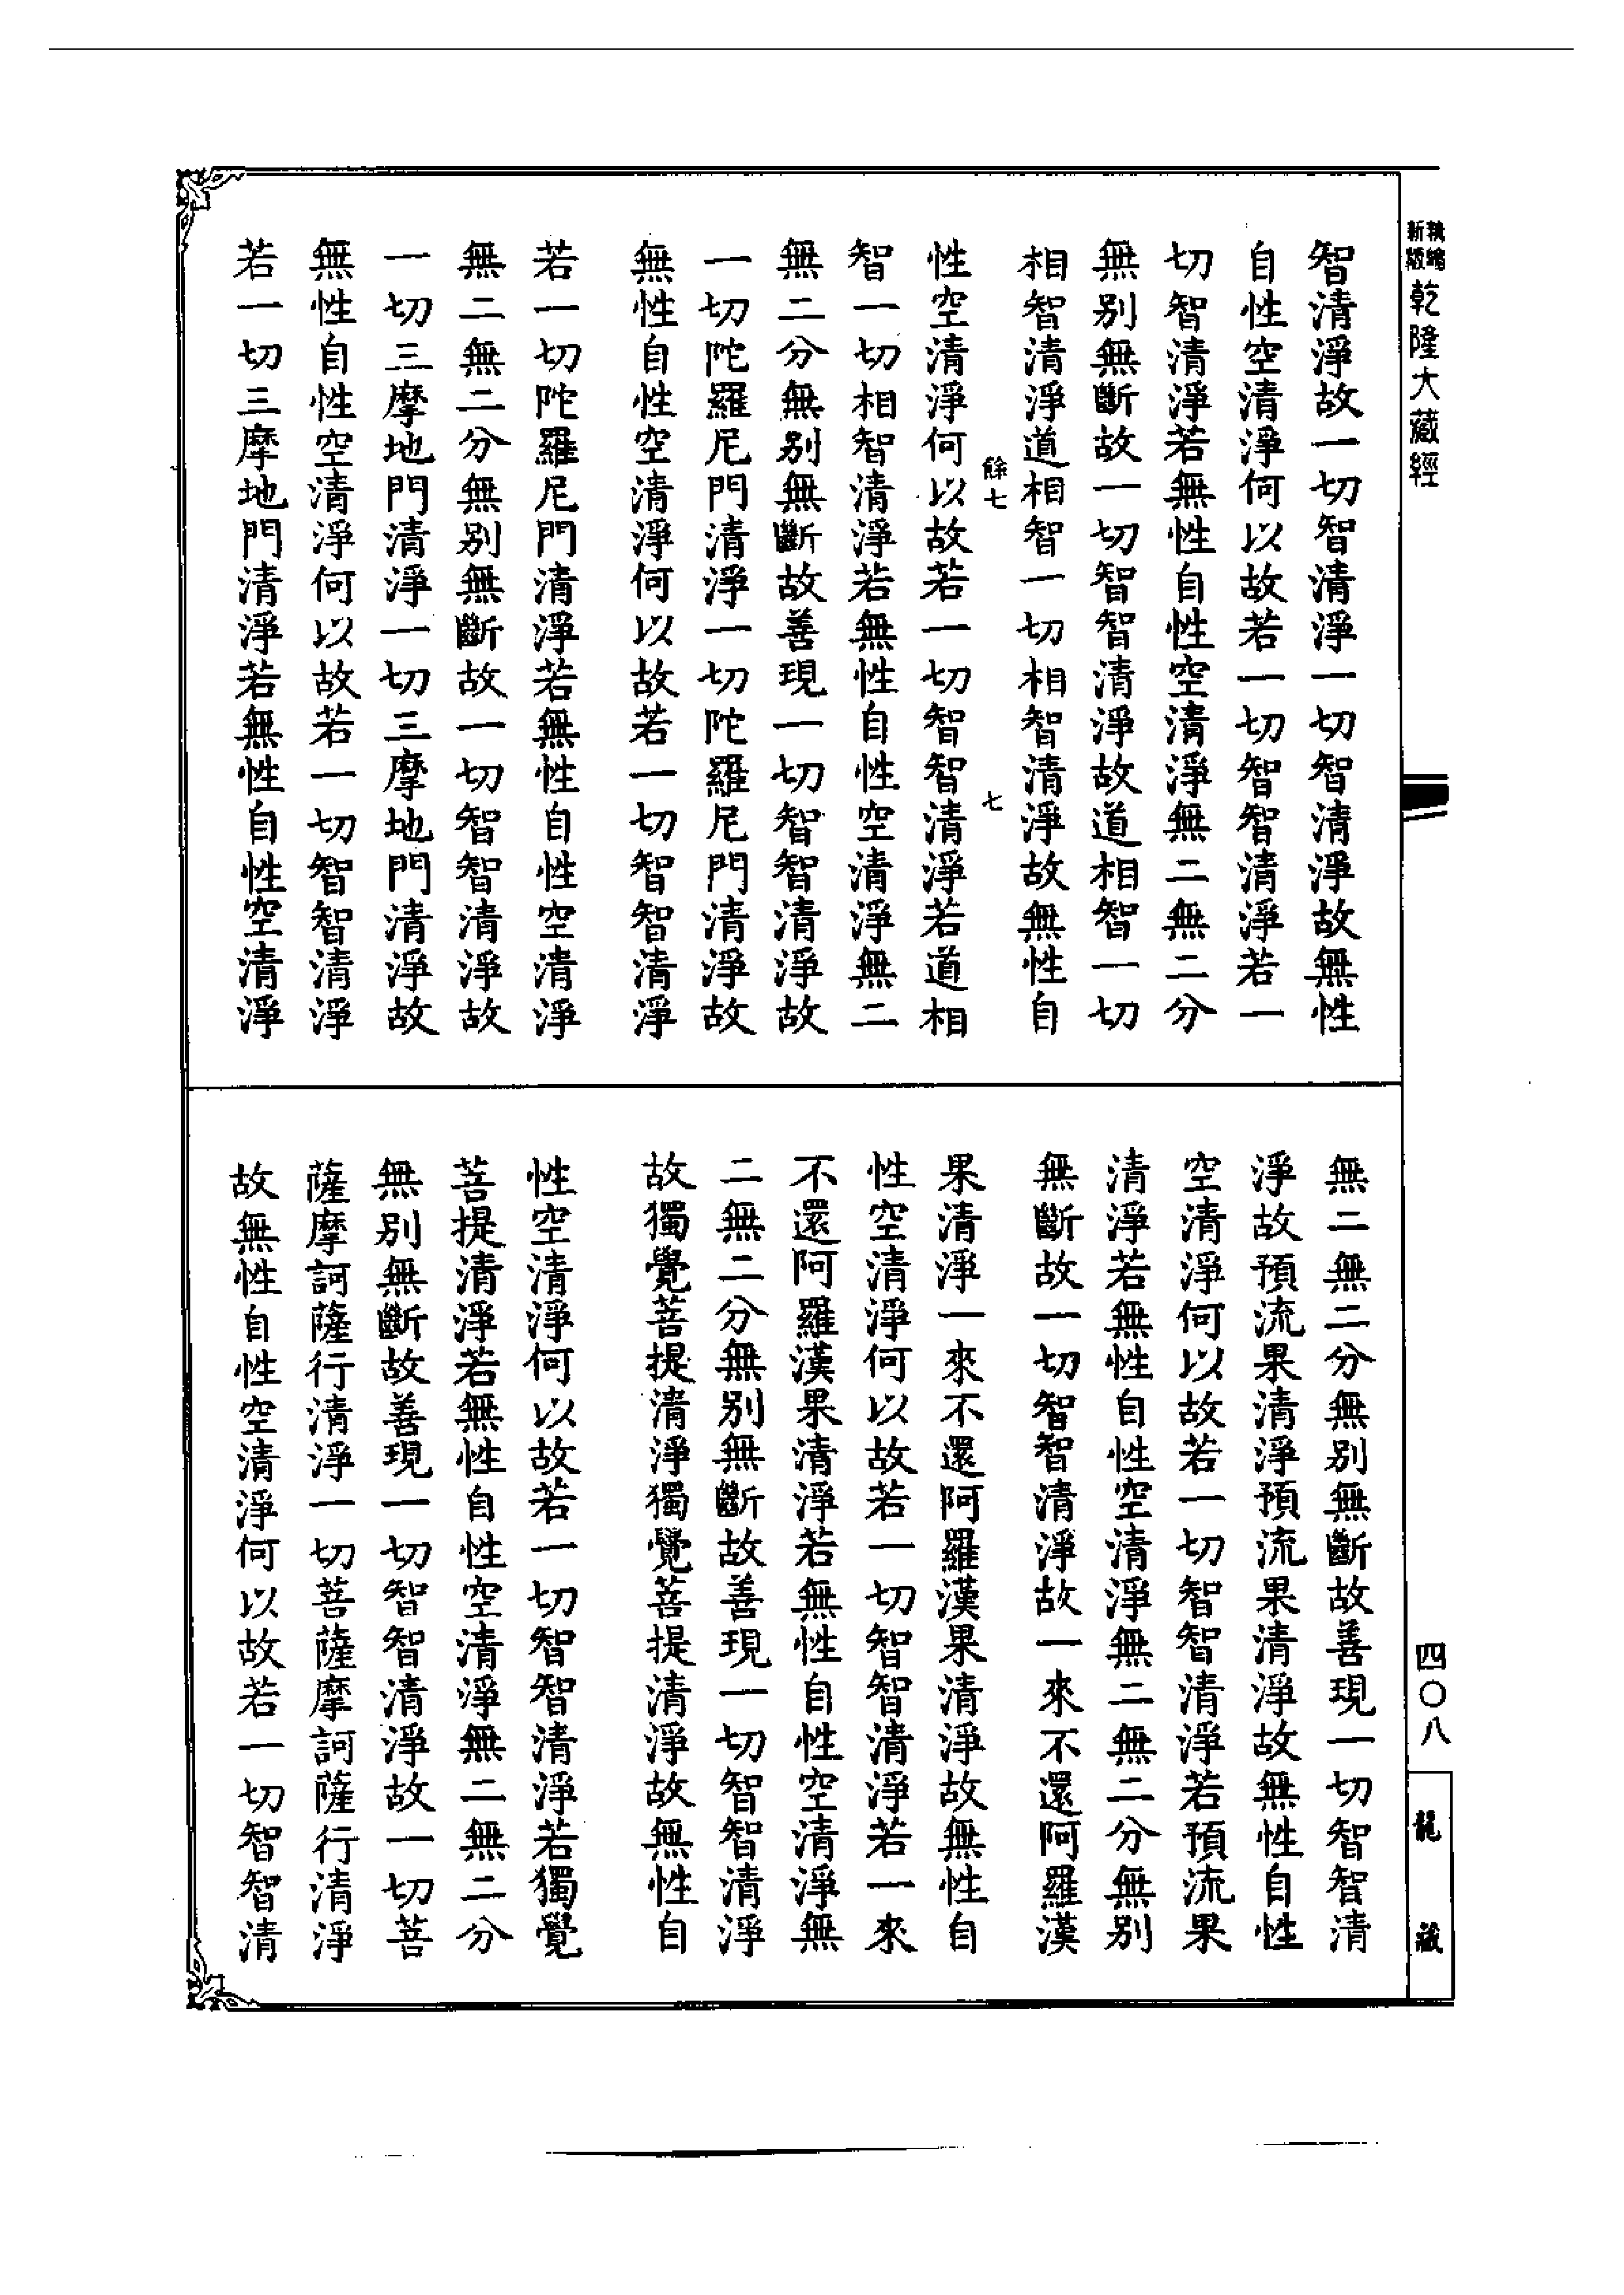 新編
新版
乾隆大藏經
四〇八
龍藏
智清淨故一切智清淨一切智清淨故無性
自性空清淨何以故若一切智智清淨若一
切智清淨若無性自性空清淨無二無二分
無別無斷故一切智智清淨故道相智一切
相智清淨道相智一切相智清淨故無性自
餘七
七
性空清淨何以故若一切智智清淨若道相
智一切相智清淨若無性自性空清淨無二
無二分無別無斷故善現一切智智清淨故
一切陀羅尼門清淨一切陀羅尼門清淨故
無性自性空清淨何以故若一切智智清淨
若一切陀羅尼門清淨若無性自性空清淨
無二無二分無別無斷故一切智智清淨故
一切三摩地門清淨一切三摩地門清淨故
無性自性空清淨何以故若一切智智清淨
若一切三摩地門清淨若無性自性空清淨
無二無二分無別無斷故善現一切智智清
淨故預流果清淨預流果清淨故無性自性
空清淨何以故若一切智智清淨若預流果
清淨若無性自性空清淨無二無二分無別
無斷故一切智智清淨故一來不還阿羅漢
果清淨一來不還阿羅漢果清淨故無性自
性空清淨何以故若一切智智清淨若一來
不還阿羅漢果清淨若無性自性空清淨無
二無二分無別無斷故善現一切智智清淨
故獨覺菩提清淨獨覺菩提清淨故無性自
性空清淨何以故若一切智智清淨若獨覺
菩提清淨若無性自性空清淨無二無二分
無別無斷故善現一切智智清淨故一切菩
薩摩訶薩行清淨一切菩薩摩訶薩行清淨
故無性自性空清淨何以故若一切智智清